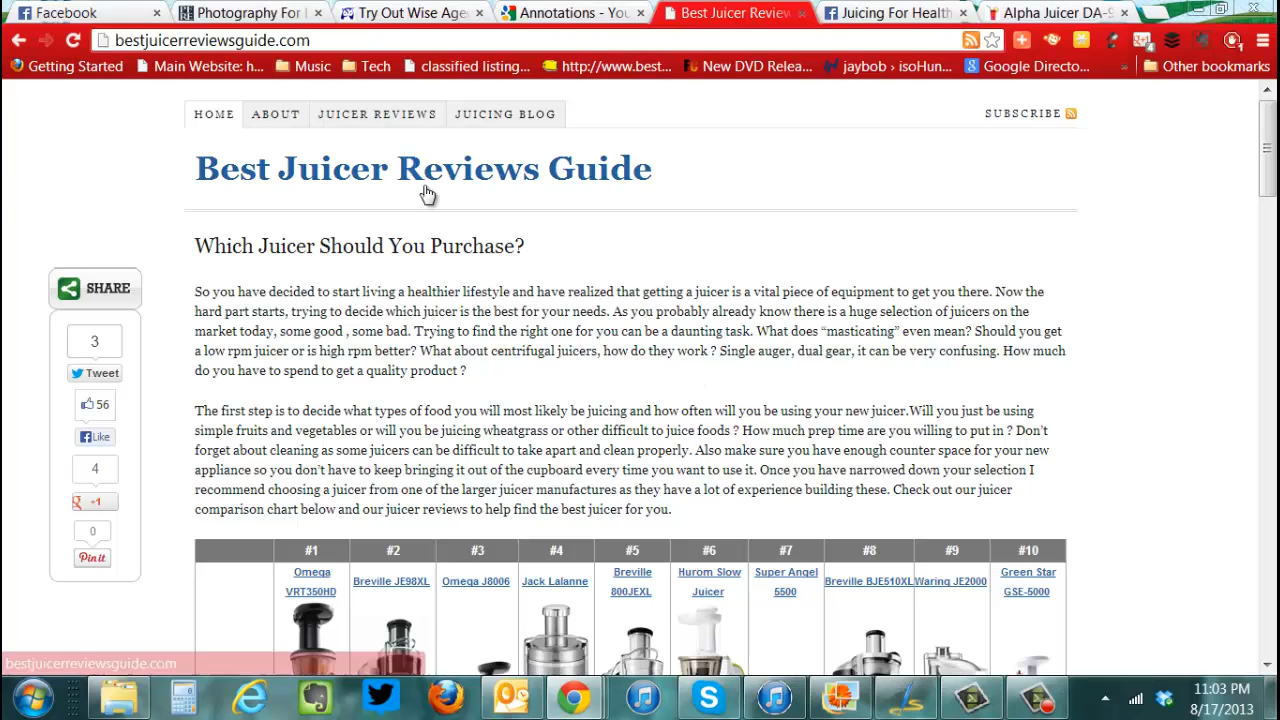 Facebook
Photography For
Try Out Wise Age
Annotations - You
Best Juicer Review
Juicing For Health
Alpha Juicer DA-9
bestjuicerreviewsguide.com
Getting Started
Main Website: h...
Music
Tech
classified listing...
http://www.best...
New DVD Relea...
jaybob › isoHun...
Google Directo...
Other bookmarks
HOME
ABOUT
JUICER REVIEWS
JUICING BLOG
SUBSCRIBE
Best Juicer Reviews Guide
Which Juicer Should You Purchase?
So you have decided to start living a healthier lifestyle and have realized that getting a juicer is a vital piece of equipment to get you there. Now the
hard part starts, trying to decide which juicer is the best for your needs. As you probably already know there is a huge selection of juicers on the
market today, some good , some bad. Trying to find the right one for you can be a daunting task. What does “masticating” even mean? Should you get
a low rpm juicer or is high rpm better? What about centrifugal juicers, how do they work ? Single auger, dual gear, it can be very confusing. How much
do you have to spend to get a quality product ?
The first step is to decide what types of food you will most likely be juicing and how often will you be using your new juicer.Will you just be using
simple fruits and vegetables or will you be juicing wheatgrass or other difficult to juice foods ? How much prep time are you willing to put in ? Don’t
forget about cleaning as some juicers can be difficult to take apart and clean properly. Also make sure you have enough counter space for your new
appliance so you don’t have to keep bringing it out of the cupboard every time you want to use it. Once you have narrowed down your selection I
recommend choosing a juicer from one of the larger juicer manufactures as they have a lot of experience building these. Check out our juicer
comparison chart below and our juicer reviews to help find the best juicer for you.
SHARE
3
Tweet
56
Like
4
+1
0
Pin it
#1 #2 #3 #4 #5 #6 #7 #8 #9 #10
Omega
VRT350HD
Breville JE98XL
Omega J8006
Jack Lalanne
Breville
800JEXL
Hurom Slow
Juicer
Super Angel
5500
Breville BJE510XL
Waring JE2000
Green Star
GSE-5000
bestjuicerreviewsguide.com
11:03 PM
8/17/2013